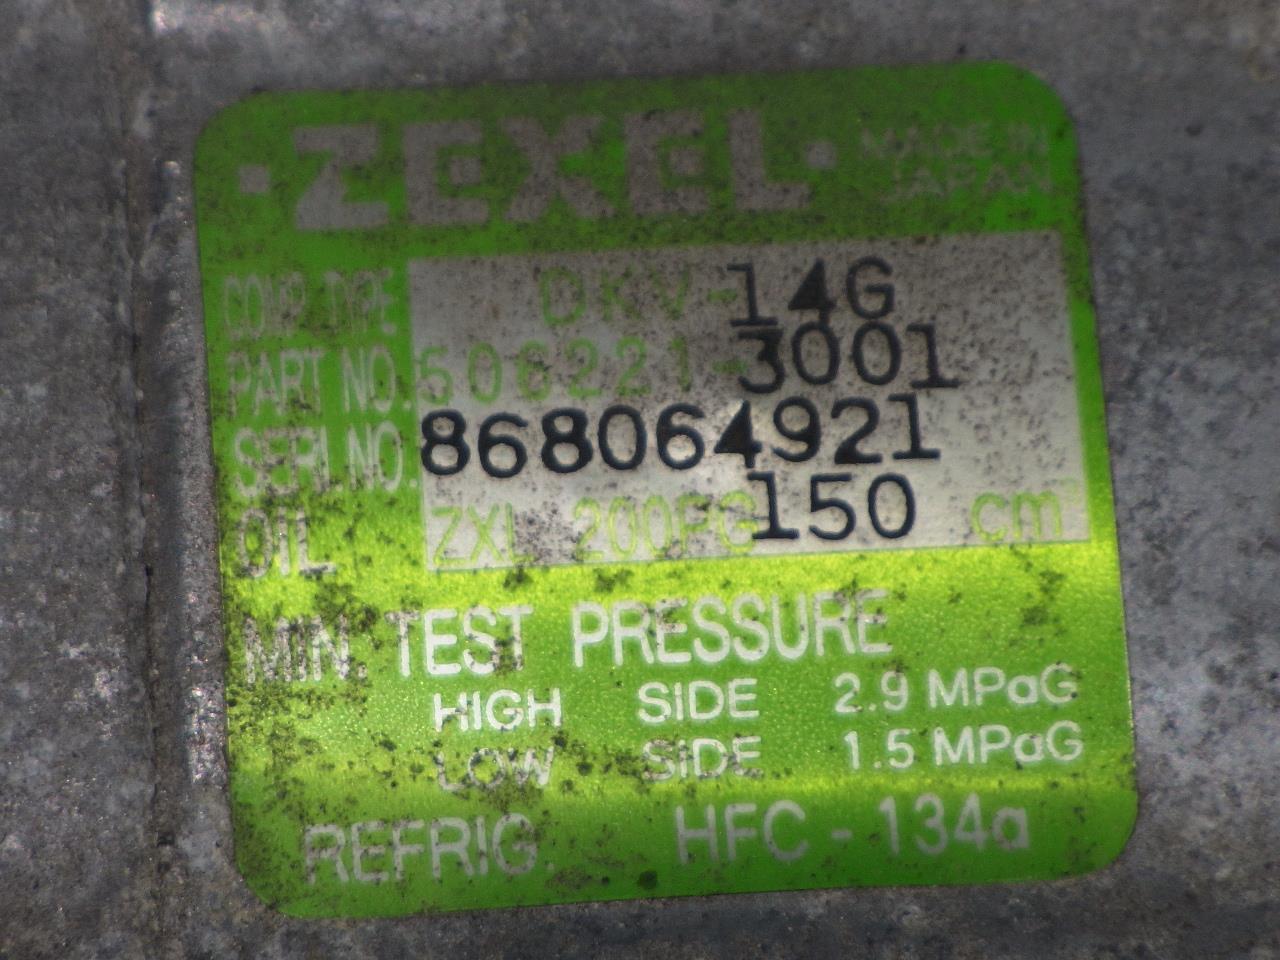 · ZEXEL · MADE IN
JAPAN
COMP. TYPE DKV-14G
PART NO. 506221-3001
SERI.NO. 868064921
OIL ZXL 200PG 150 cm³
MIN. TEST PRESSURE
HIGH SIDE 2.9 MPaG
LOW SIDE 1.5 MPaG
REFRIG. HFC-134a